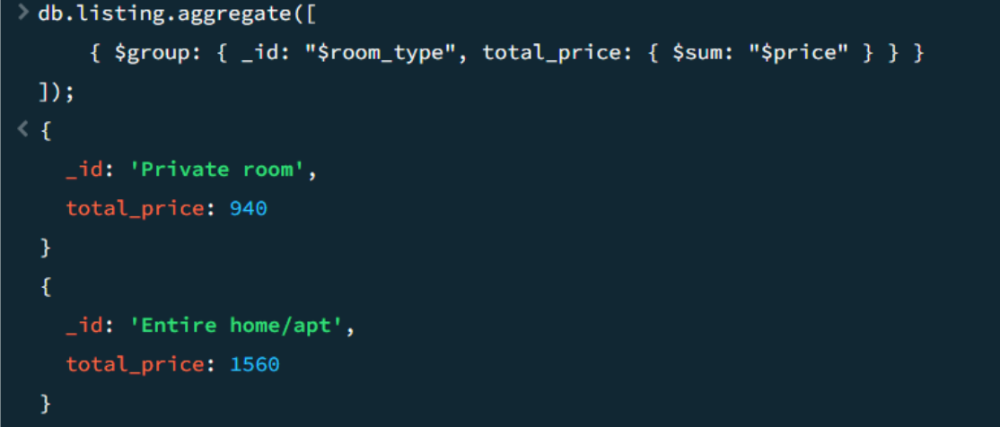 > db.listing.aggregate([
{ $group: { _id: "$room_type", total_price: { $sum: "$price" } } }
]);
< {
_id: 'Private room',
total_price: 940
}
{
_id: 'Entire home/apt',
total_price: 1560
}